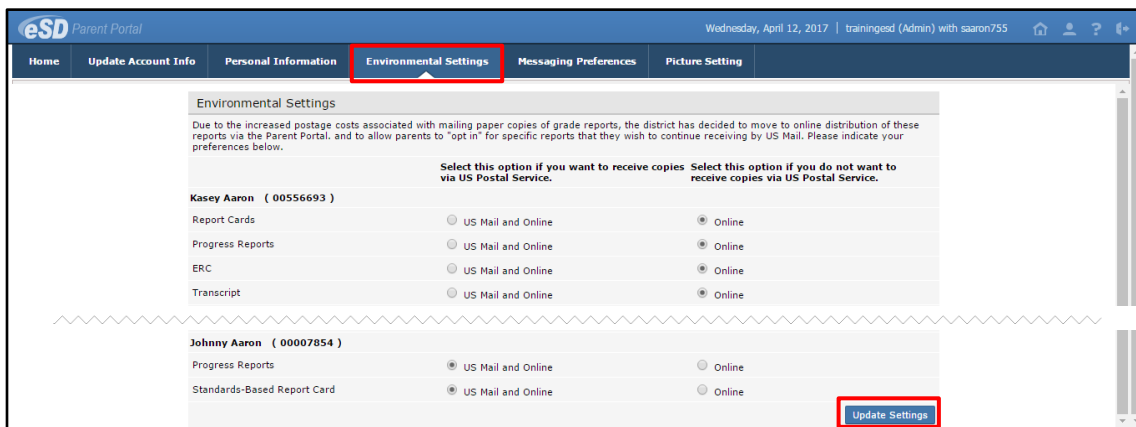 eSD Parent Portal
Wednesday, April 12, 2017 | trainingesd (Admin) with saaron755 ?
Home Update Account Info Personal Information Environmental Settings Messaging Preferences Picture Setting
Environmental Settings
Due to the increased postage costs associated with mailing paper copies of grade reports, the district has decided to move to online distribution of these
reports via the Parent Portal. and to allow parents to "opt in" for specific reports that they wish to continue receiving by US Mail. Please indicate your
preferences below.
Select this option if you want to receive copies
via US Postal Service.
Select this option if you do not want to
receive copies via US Postal Service.
Kasey Aaron ( 00556693 )
Report Cards US Mail and Online Online
Progress Reports US Mail and Online Online
ERC US Mail and Online Online
Transcript US Mail and Online Online
Johnny Aaron ( 00007854 )
Progress Reports US Mail and Online Online
Standards-Based Report Card US Mail and Online Online
Update Settings